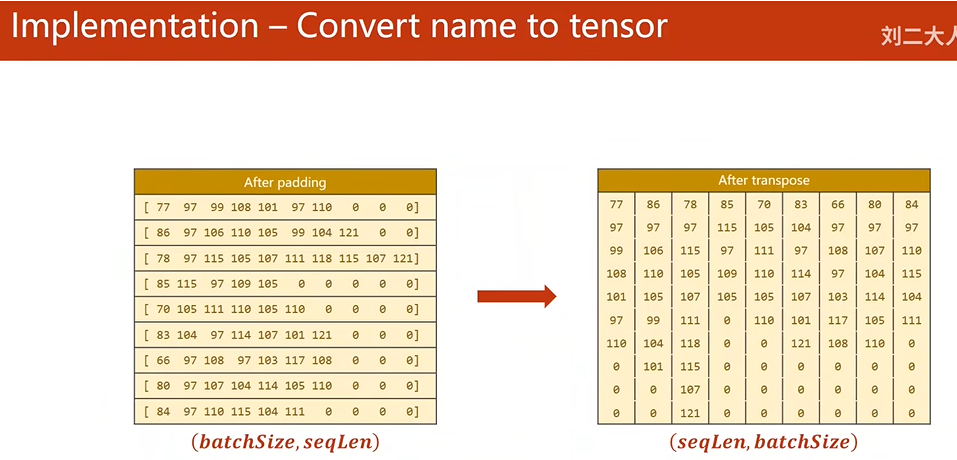 Implementation – Convert name to tensor
刘二大人
After padding
[ 77 97 99 108 101 97 110 0 0 0]
[ 86 97 106 110 105 99 104 121 0 0]
[ 78 97 115 105 107 111 118 115 107 121]
[ 85 115 97 109 105 0 0 0 0 0]
[ 70 105 111 110 105 110 0 0 0 0]
[ 83 104 97 114 107 101 121 0 0 0]
[ 66 97 108 97 103 117 108 0 0 0]
[ 80 97 107 104 114 105 110 0 0 0]
[ 84 97 110 115 104 111 0 0 0 0]
(batchSize, seqLen)
After transpose
77 86 78 85 70 83 66 80 84
97 97 97 115 105 104 97 97 97
99 106 115 97 111 97 108 107 110
108 110 105 109 110 114 97 104 115
101 105 107 105 105 107 103 114 104
97 99 111 0 110 101 117 105 111
110 104 118 0 0 121 108 110 0
0 101 115 0 0 0 0 0 0
0 0 107 0 0 0 0 0 0
0 0 121 0 0 0 0 0 0
(seqLen, batchSize)